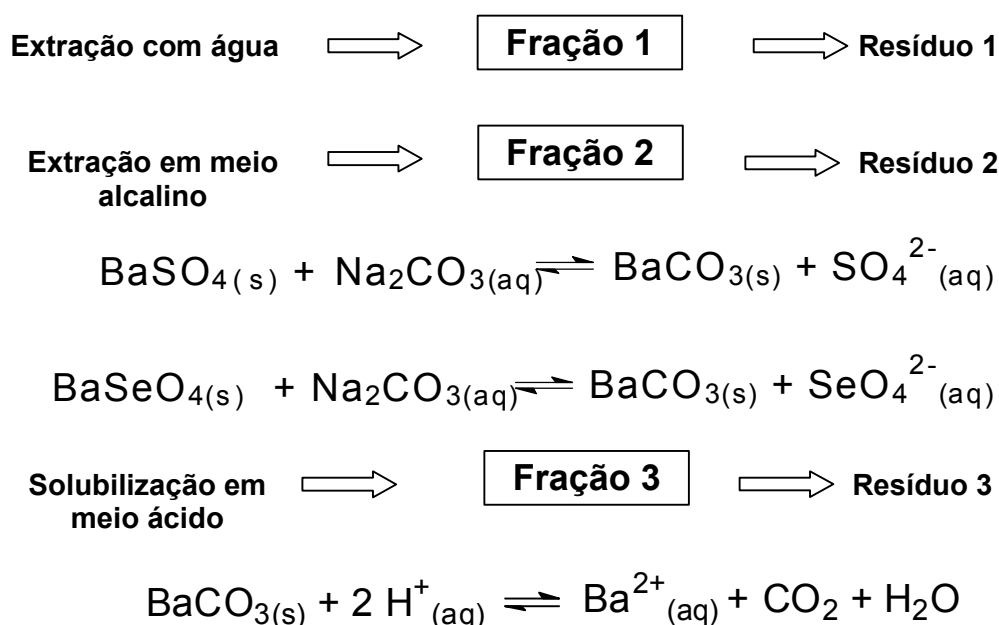 Extração com água Fração 1 Resíduo 1
Extração em meio alcalino Fração 2 Resíduo 2
BaSO4(s) + Na2CO3(aq) ⇌ BaCO3(s) + SO4 2- (aq)
BaSeO4(s) + Na2CO3(aq) ⇌ BaCO3(s) + SeO4 2- (aq)
Solubilização em meio ácido Fração 3 Resíduo 3
BaCO3(s) + 2 H+ (aq) ⇌ Ba2+ (aq) + CO2 + H2O